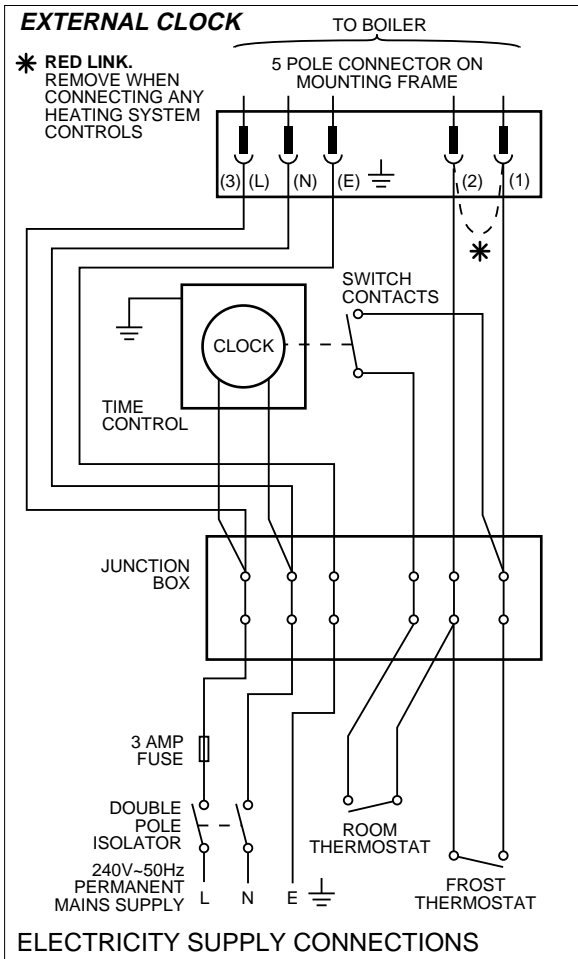 EXTERNAL CLOCK
TO BOILER
✱ RED LINK.
REMOVE WHEN
CONNECTING ANY
HEATING SYSTEM
CONTROLS
5 POLE CONNECTOR ON
MOUNTING FRAME
(3) (L) (N) (E) (2) (1)
✱
SWITCH
CONTACTS
CLOCK
TIME
CONTROL
JUNCTION
BOX
3 AMP
FUSE
DOUBLE
POLE
ISOLATOR
240V~50Hz
PERMANENT
MAINS SUPPLY
L N E
ROOM
THERMOSTAT
FROST
THERMOSTAT
ELECTRICITY SUPPLY CONNECTIONS